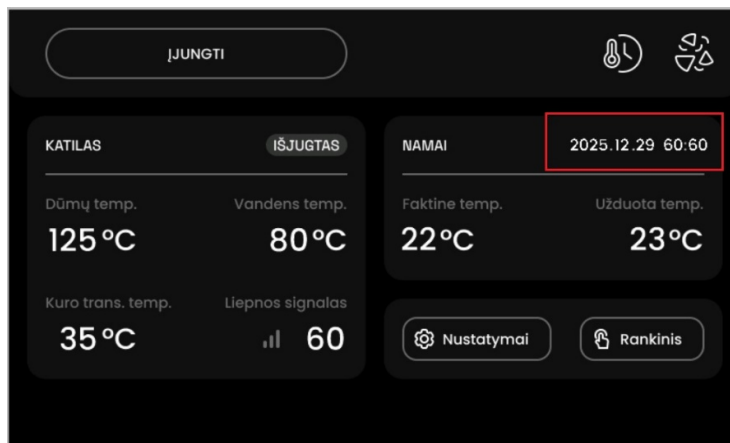 ĮJUNGTI
KATILAS IŠJUGTAS
Dūmų temp. Vandens temp.
125 °C 80 °C
Kuro trans. temp. Liepnos signalas
35 °C 60
NAMAI 2025.12.29 60:60
Faktine temp. Užduota temp.
22 °C 23 °C
Nustatymai Rankinis